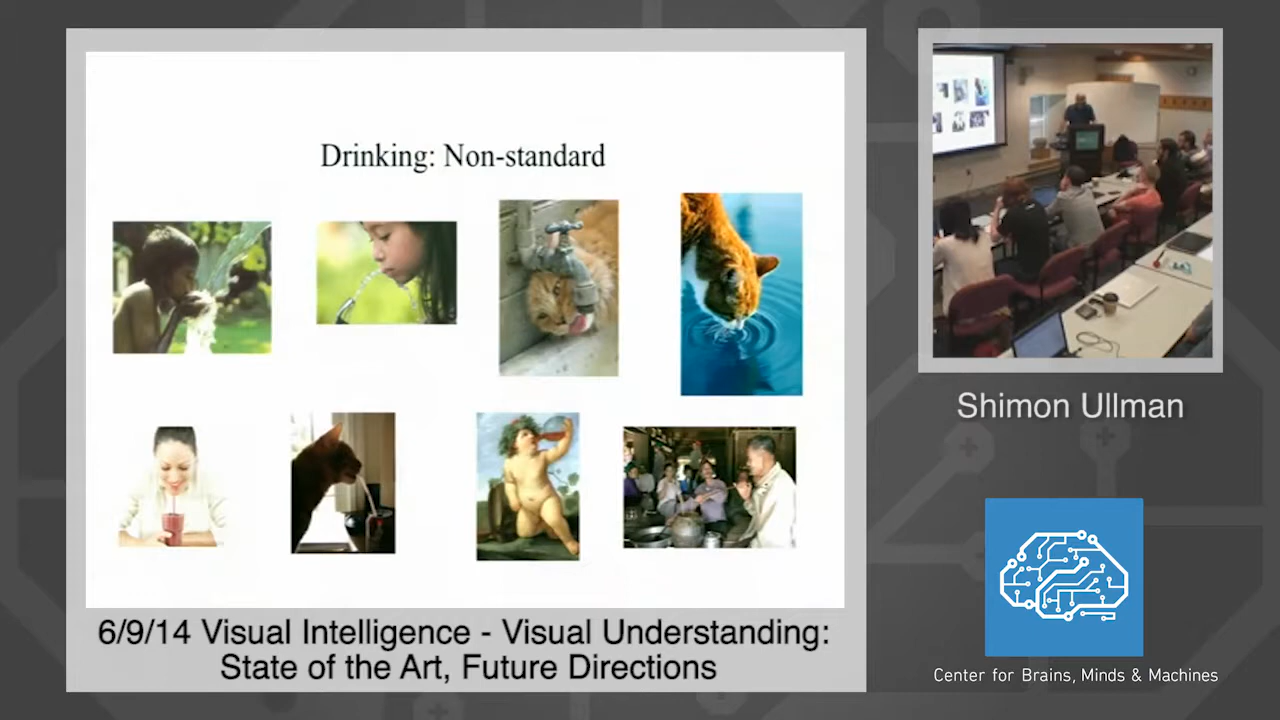 Drinking: Non-standard
6/9/14 Visual Intelligence - Visual Understanding:
State of the Art, Future Directions
Shimon Ullman
Center for Brains, Minds & Machines